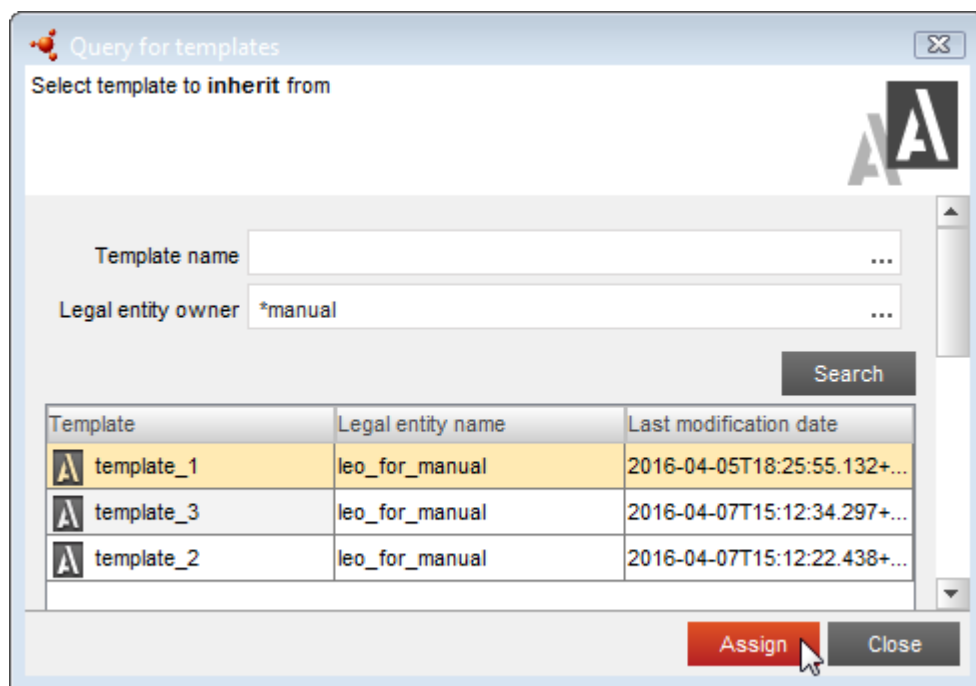 Query for templates
Select template to inherit from
Template name ...
Legal entity owner *manual ...
Search
Template Legal entity name Last modification date
template_1 leo_for_manual 2016-04-05T18:25:55.132+...
template_3 leo_for_manual 2016-04-07T15:12:34.297+...
template_2 leo_for_manual 2016-04-07T15:12:22.438+...
Assign Close